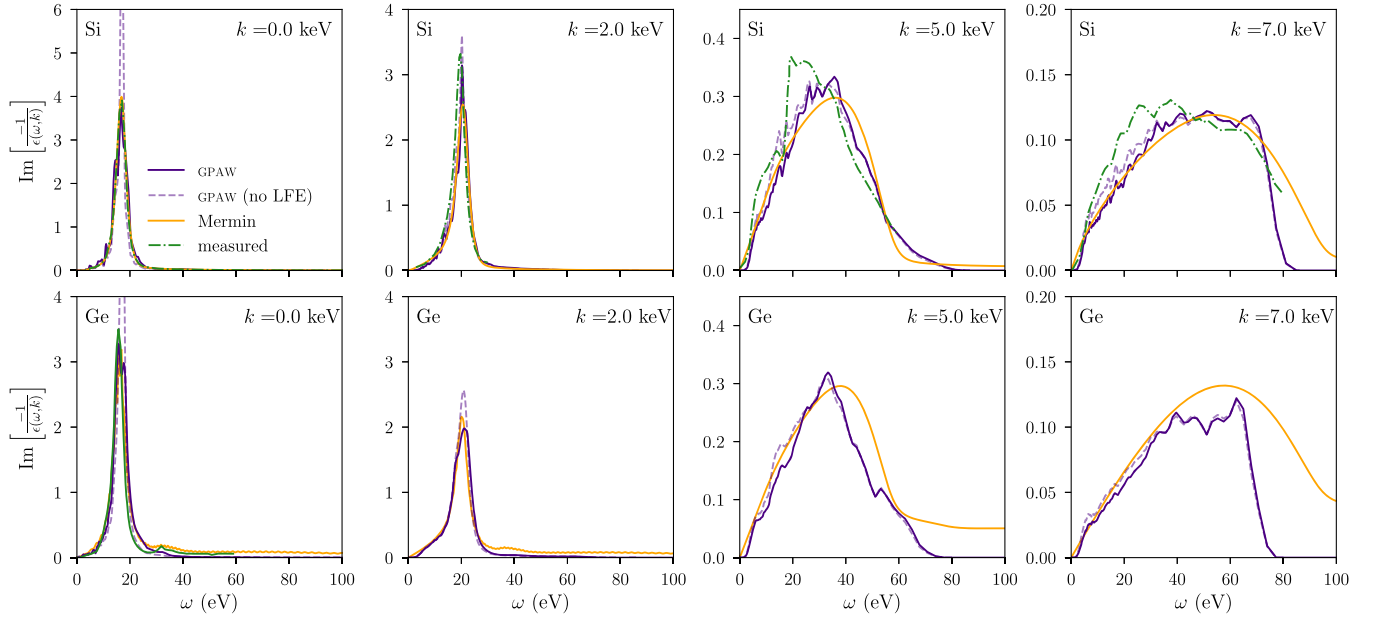 Si
k =0.0 keV
Im [−1/ϵ(ω,k)]
0
1
2
3
4
5
6
GPAW
GPAW (no LFE)
Mermin
measured
Si
k =2.0 keV
0
1
2
3
4
0
20
40
60
80
100
Si
k =5.0 keV
0.0
0.1
0.2
0.3
0.4
Si
k =7.0 keV
0.00
0.05
0.10
0.15
0.20
Ge
k =0.0 keV
Im [−1/ϵ(ω,k)]
0
1
2
3
4
0
20
40
60
80
100
ω (eV)
Ge
k =2.0 keV
0
1
2
3
4
0
20
40
60
80
100
ω (eV)
Ge
k =5.0 keV
0.0
0.1
0.2
0.3
0.4
0
20
40
60
80
100
ω (eV)
Ge
k =7.0 keV
0.00
0.05
0.10
0.15
0.20
0
20
40
60
80
100
ω (eV)